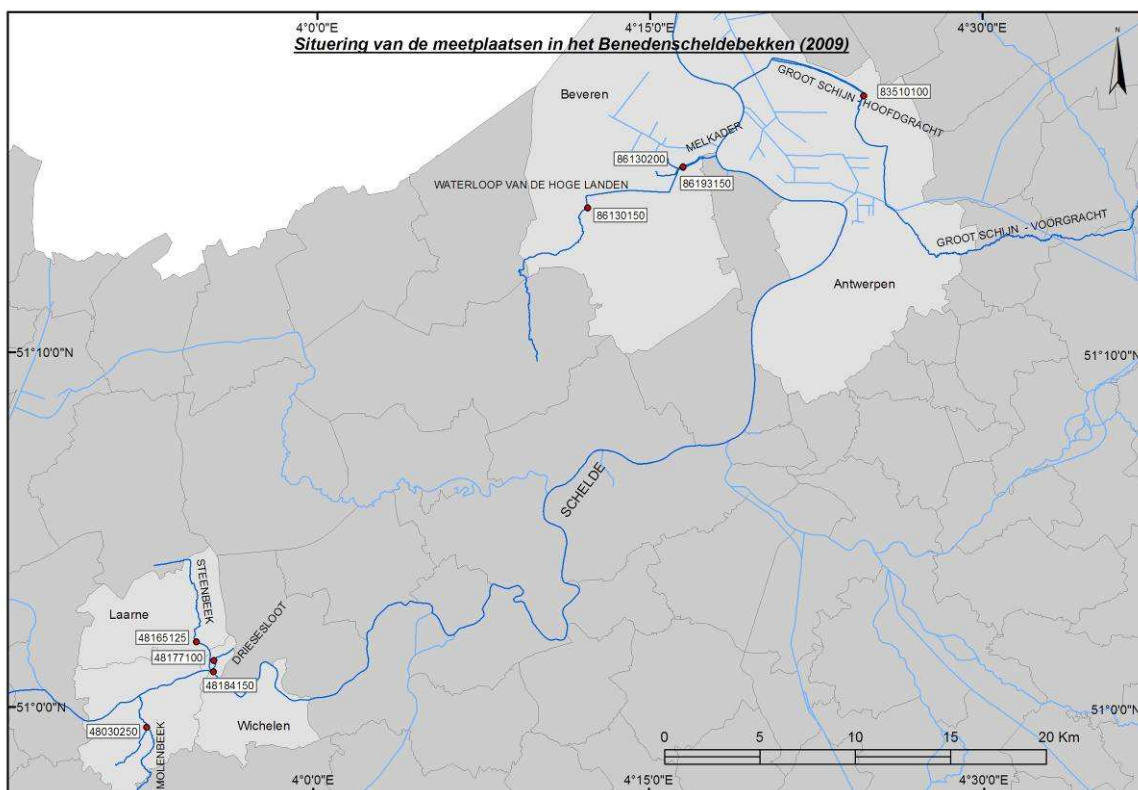 4°0'0"E
4°15'0"E
4°30'0"E
Situering van de meetplaatsen in het Benedenscheldebekken (2009)
N
GROOT SCHIJN - HOOFDGRACHT
83510100
Beveren
MELKADER
86130200
86193150
WATERLOOP VAN DE HOGE LANDEN
86130150
GROOT SCHIJN - VOORGRACHT
Antwerpen
51°10'0"N
51°10'0"N
SCHELDE
STEENBEEK
Laarne
DRIESESLOOT
48165125
48177100
48184150
51°0'0"N
51°0'0"N
Wichelen
48030250
MOLENBEEK
0 5 10 15 20 Km
4°0'0"E
4°15'0"E
4°30'0"E